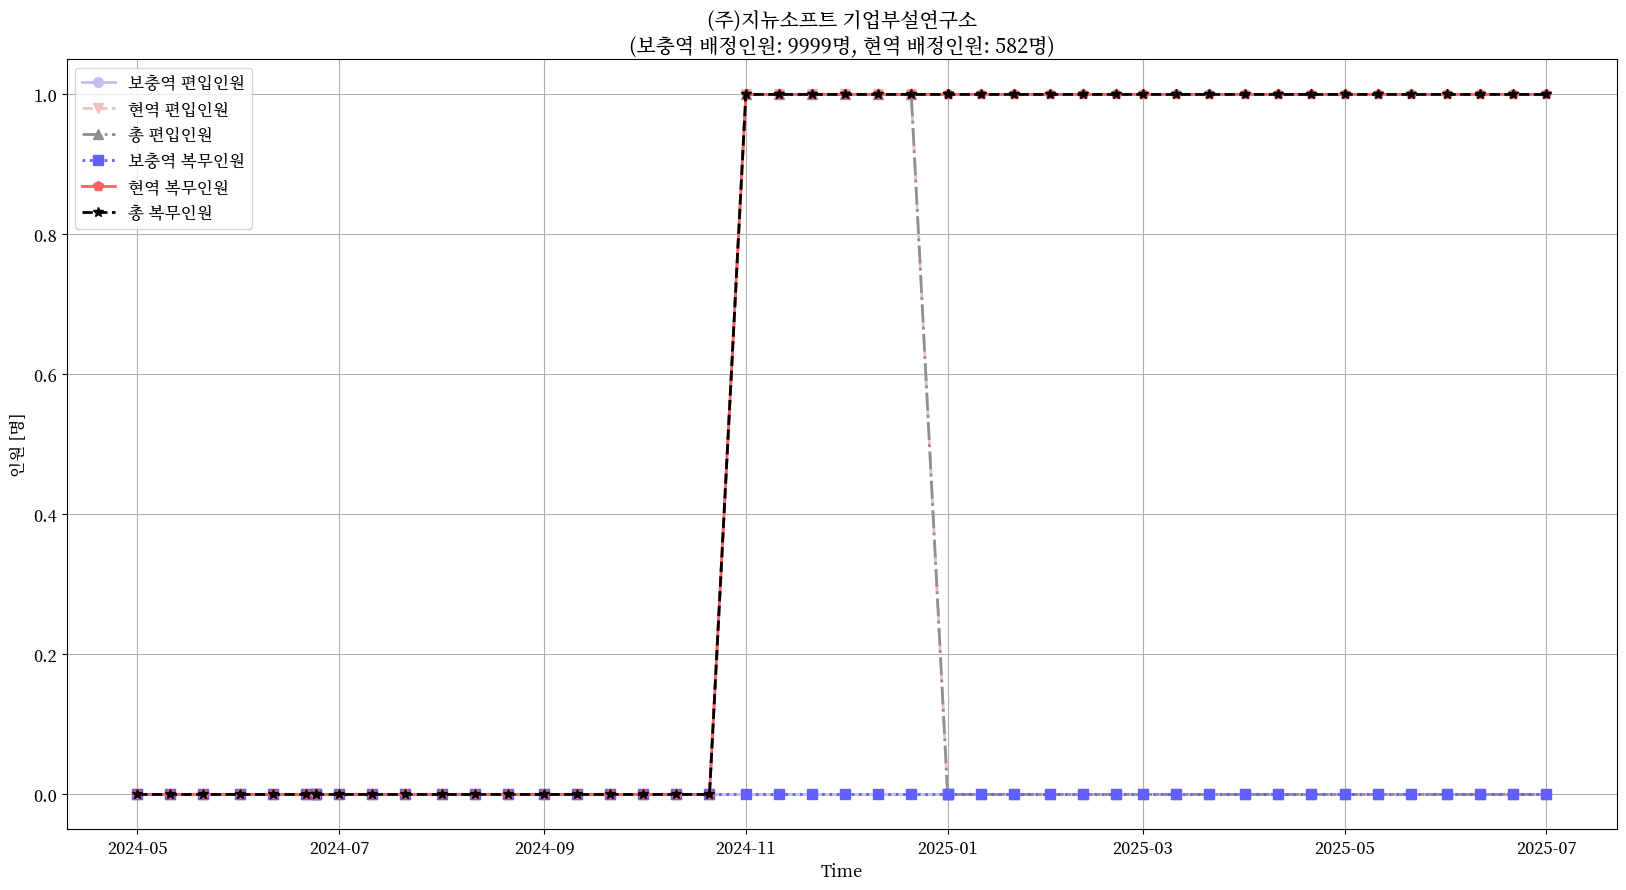 (주)지뉴소프트 기업부설연구소
(보충역 배정인원: 9999명, 현역 배정인원: 582명)
보충역 편입인원
현역 편입인원
총 편입인원
보충역 복무인원
현역 복무인원
총 복무인원
1.0
0.8
0.6
0.4
0.2
0.0
인원 [명]
2024-05
2024-07
2024-09
2024-11
2025-01
2025-03
2025-05
2025-07
Time